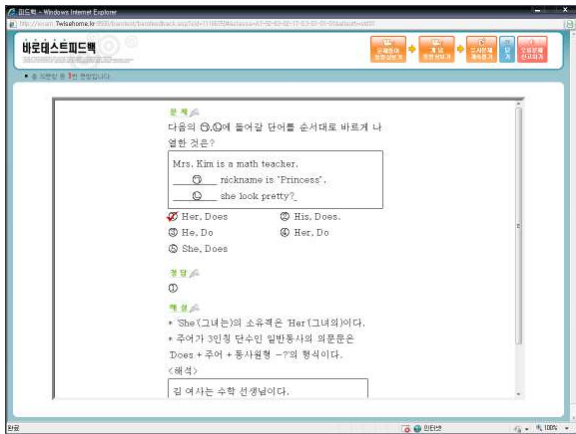 피드백 - Windows Internet Explorer
바로테스트피드백
문 제
다음의 ㉠,㉡에 들어갈 단어를 순서대로 바르게 나
열한 것은?
Mrs. Kim is a math teacher.
㉠ nickname is "Princess".
㉡ she look pretty?
① Her, Does ② His, Does.
③ He, Do ④ Her, Do
⑤ She, Does
정 답
①
해 설
* 'She(그녀는)의 소유격은 'Her(그녀의)이다.
* 주어가 3인칭 단수인 일반동사의 의문문은
'Does + 주어 + 동사원형 ~?'의 형식이다.
<해석>
김 여사는 수학 선생님이다.
완료
인터넷
100%